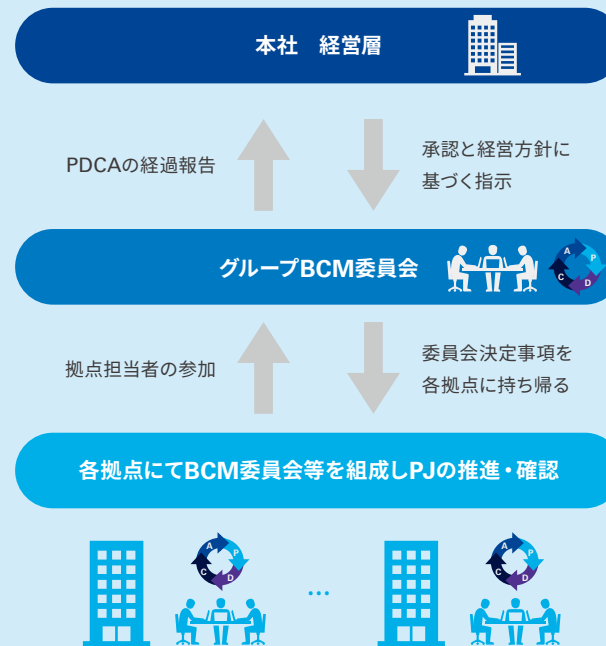 本社　経営層
PDCAの経過報告
承認と経営方針に
基づく指示
グループBCM委員会
A
P
C
D
拠点担当者の参加
委員会決定事項を
各拠点に持ち帰る
各拠点にてBCM委員会等を組成しPJの推進・確認
A
P
C
D
…
A
P
C
D